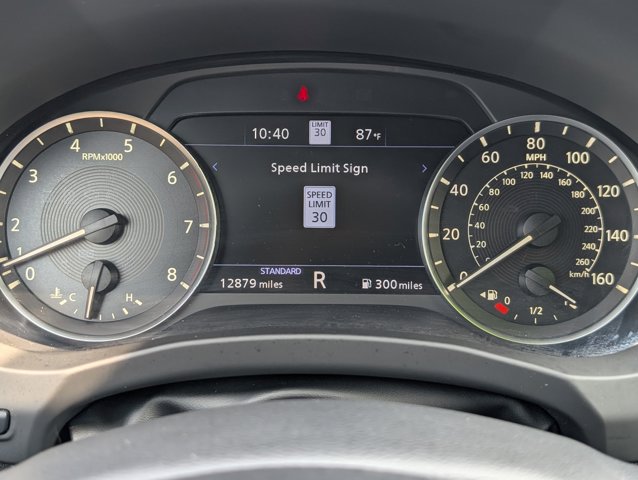 LIMIT
10:40 30 87°F
Speed Limit Sign
SPEED
LIMIT
30
STANDARD
12879 miles R 300 miles
RPMx1000
0 1 2 3 4 5 6 7 8
C H
MPH
0 20 40 60 80 100 120 140 160
0 20 40 60 80 100 120 140 160 180 200 220 240 260
km/h
0 1/2